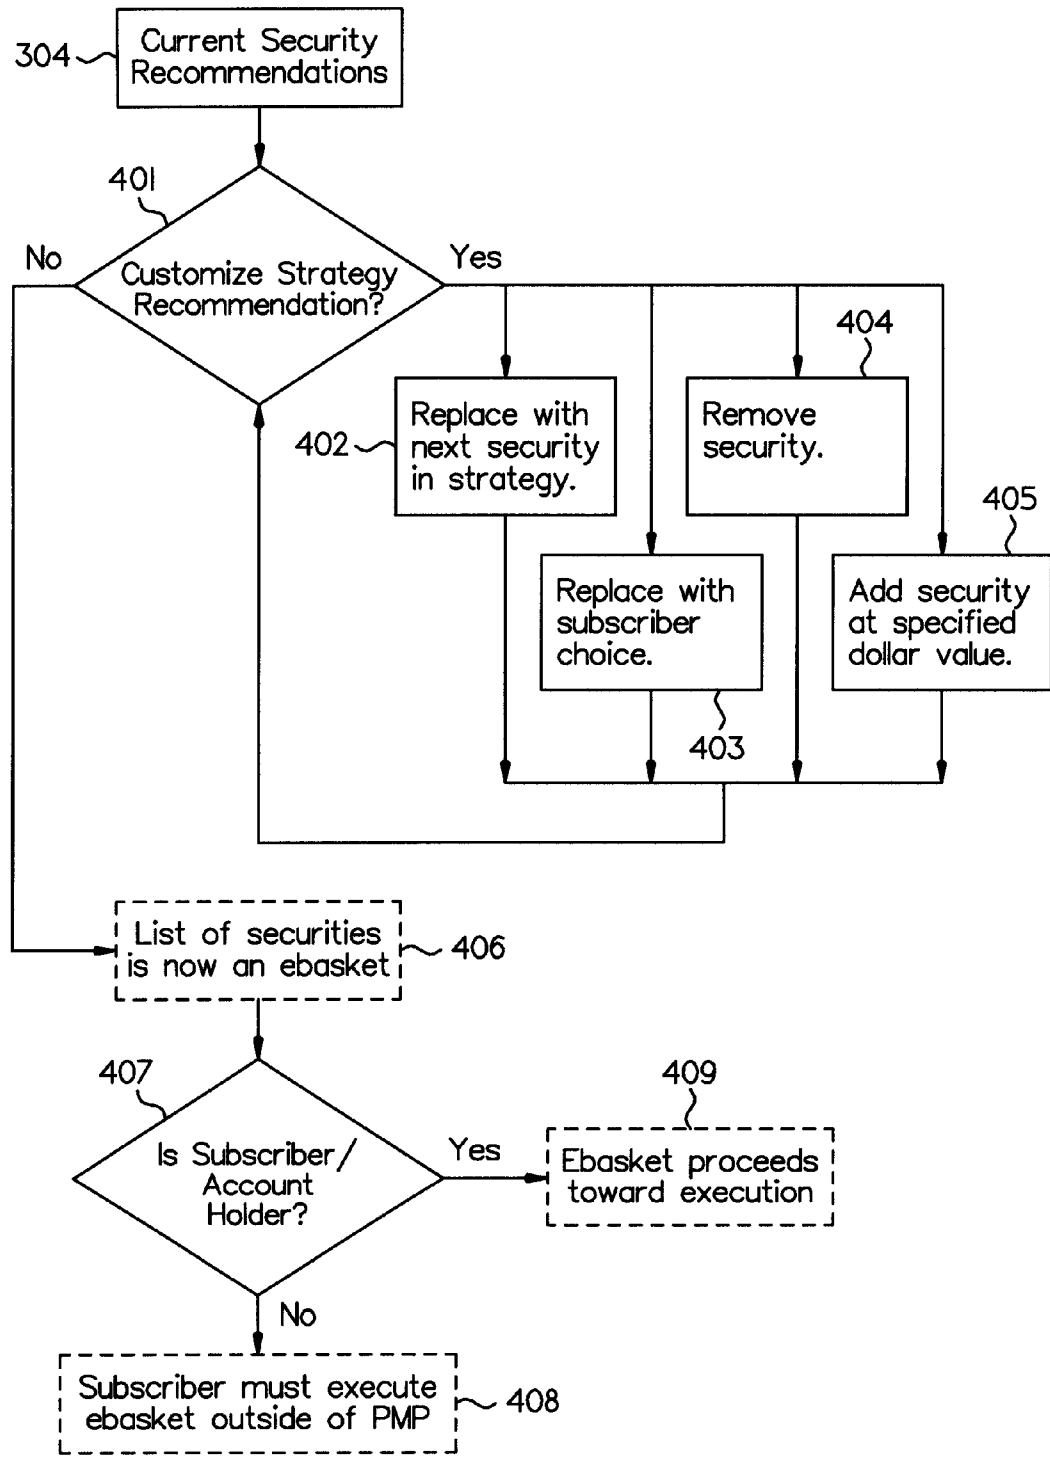 Current Security
Recommendations
304
401
No
Yes
Customize Strategy
Recommendation?
404
Replace with
next security
in strategy.
402
Remove
security.
405
Replace with
subscriber
choice.
Add security
at specified
dollar value.
403
List of securities
is now an ebasket
406
407
409
Is Subscriber/
Account
Holder?
Yes
Ebasket proceeds
toward execution
No
Subscriber must execute
ebasket outside of PMP
408